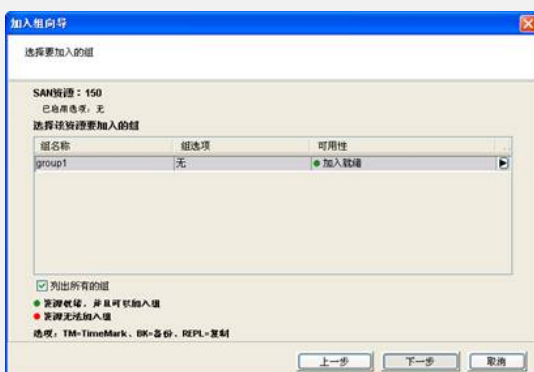 加入组向导
选择要加入的组
SAN资源：150
已启用选项：无
选择该资源要加入的组
组名称 组选项 可用性 ...
group1 无 加入就绪
列出所有的组
资源就绪，并且可以加入组
资源无法加入组
选项：TM=TimeMark、BK=备份、REPL=复制
上一步 下一步 取消